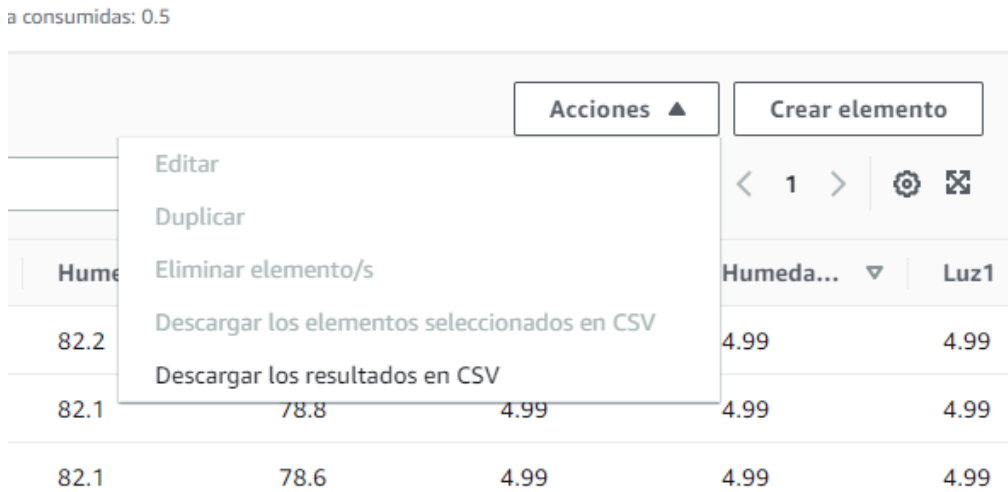 a consumidas: 0.5
Acciones Crear elemento
Editar
1
Duplicar
Hume Eliminar elemento/s Humeda... Luz1
Descargar los elementos seleccionados en CSV
82.2 4.99 4.99
Descargar los resultados en CSV
82.1 78.8 4.99 4.99 4.99
82.1 78.6 4.99 4.99 4.99